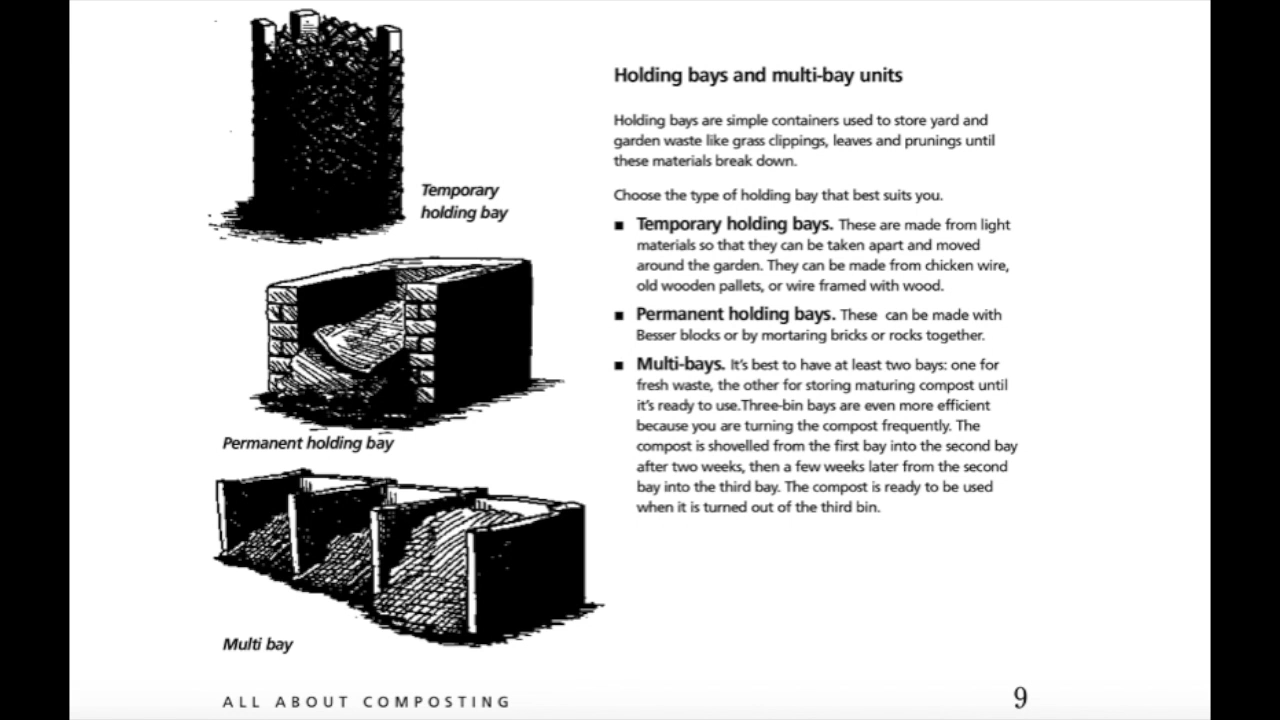 Temporary
holding bay
Permanent holding bay
Multi bay
Holding bays and multi-bay units
Holding bays are simple containers used to store yard and
garden waste like grass clippings, leaves and prunings until
these materials break down.
Choose the type of holding bay that best suits you.
■ Temporary holding bays. These are made from light
materials so that they can be taken apart and moved
around the garden. They can be made from chicken wire,
old wooden pallets, or wire framed with wood.
■ Permanent holding bays. These can be made with
Besser blocks or by mortaring bricks or rocks together.
■ Multi-bays. It's best to have at least two bays: one for
fresh waste, the other for storing maturing compost until
it's ready to use.Three-bin bays are even more efficient
because you are turning the compost frequently. The
compost is shovelled from the first bay into the second bay
after two weeks, then a few weeks later from the second
bay into the third bay. The compost is ready to be used
when it is turned out of the third bin.
ALL ABOUT COMPOSTING
9